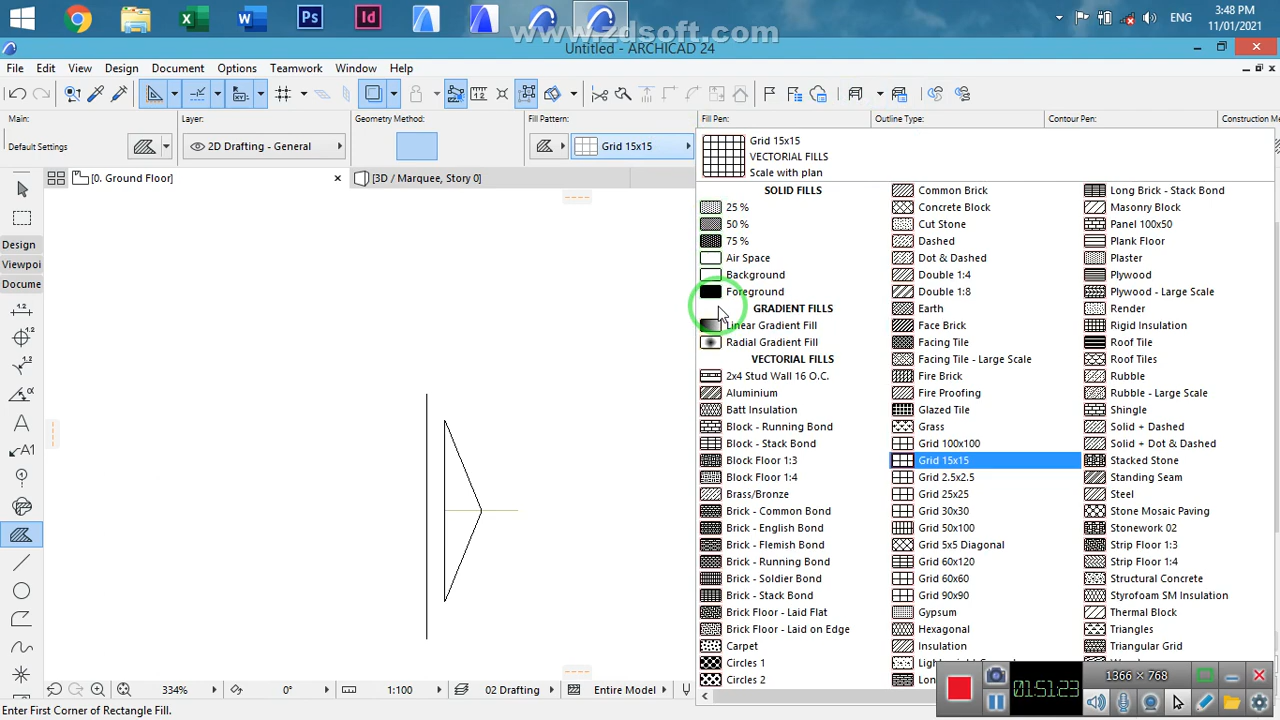 ENG
3:48 PM
11/01/2021
www.zdsoft.com
Untitled - ARCHICAD 24
File Edit View Design Document Options Teamwork Window Help
Main: Layer: Geometry Method: Fill Pattern: Fill Pen: Outline Type: Contour Pen: Construction Me
Default Settings
2D Drafting - General
Grid 15x15
[0. Ground Floor]
[3D / Marquee, Story 0]
Grid 15x15
VECTORIAL FILLS
Scale with plan
SOLID FILLS
25 %
50 %
75 %
Air Space
Background
Foreground
GRADIENT FILLS
Linear Gradient Fill
Radial Gradient Fill
VECTORIAL FILLS
2x4 Stud Wall 16 O.C.
Aluminium
Batt Insulation
Block - Running Bond
Block - Stack Bond
Block Floor 1:3
Block Floor 1:4
Brass/Bronze
Brick - Common Bond
Brick - English Bond
Brick - Flemish Bond
Brick - Running Bond
Brick - Soldier Bond
Brick - Stack Bond
Brick Floor - Laid Flat
Brick Floor - Laid on Edge
Carpet
Circles 1
Circles 2
Common Brick
Concrete Block
Cut Stone
Dashed
Dot & Dashed
Double 1:4
Double 1:8
Earth
Face Brick
Facing Tile
Facing Tile - Large Scale
Fire Brick
Fire Proofing
Glazed Tile
Grass
Grid 100x100
Grid 15x15
Grid 2.5x2.5
Grid 25x25
Grid 30x30
Grid 50x100
Grid 5x5 Diagonal
Grid 60x120
Grid 60x60
Grid 90x90
Gypsum
Hexagonal
Insulation
Long Brick - Stack Bond
Masonry Block
Panel 100x50
Plank Floor
Plaster
Plywood
Plywood - Large Scale
Render
Rigid Insulation
Roof Tile
Roof Tiles
Rubble
Rubble - Large Scale
Shingle
Solid + Dashed
Solid + Dot & Dashed
Stacked Stone
Standing Seam
Steel
Stone Mosaic Paving
Stonework 02
Strip Floor 1:3
Strip Floor 1:4
Structural Concrete
Styrofoam SM Insulation
Thermal Block
Triangles
Triangular Grid
Design
Viewpoi
Docume
A
A1
334%
0°
1:100
02 Drafting
Entire Model
Enter First Corner of Rectangle Fill.
01:51:23
1366 × 768